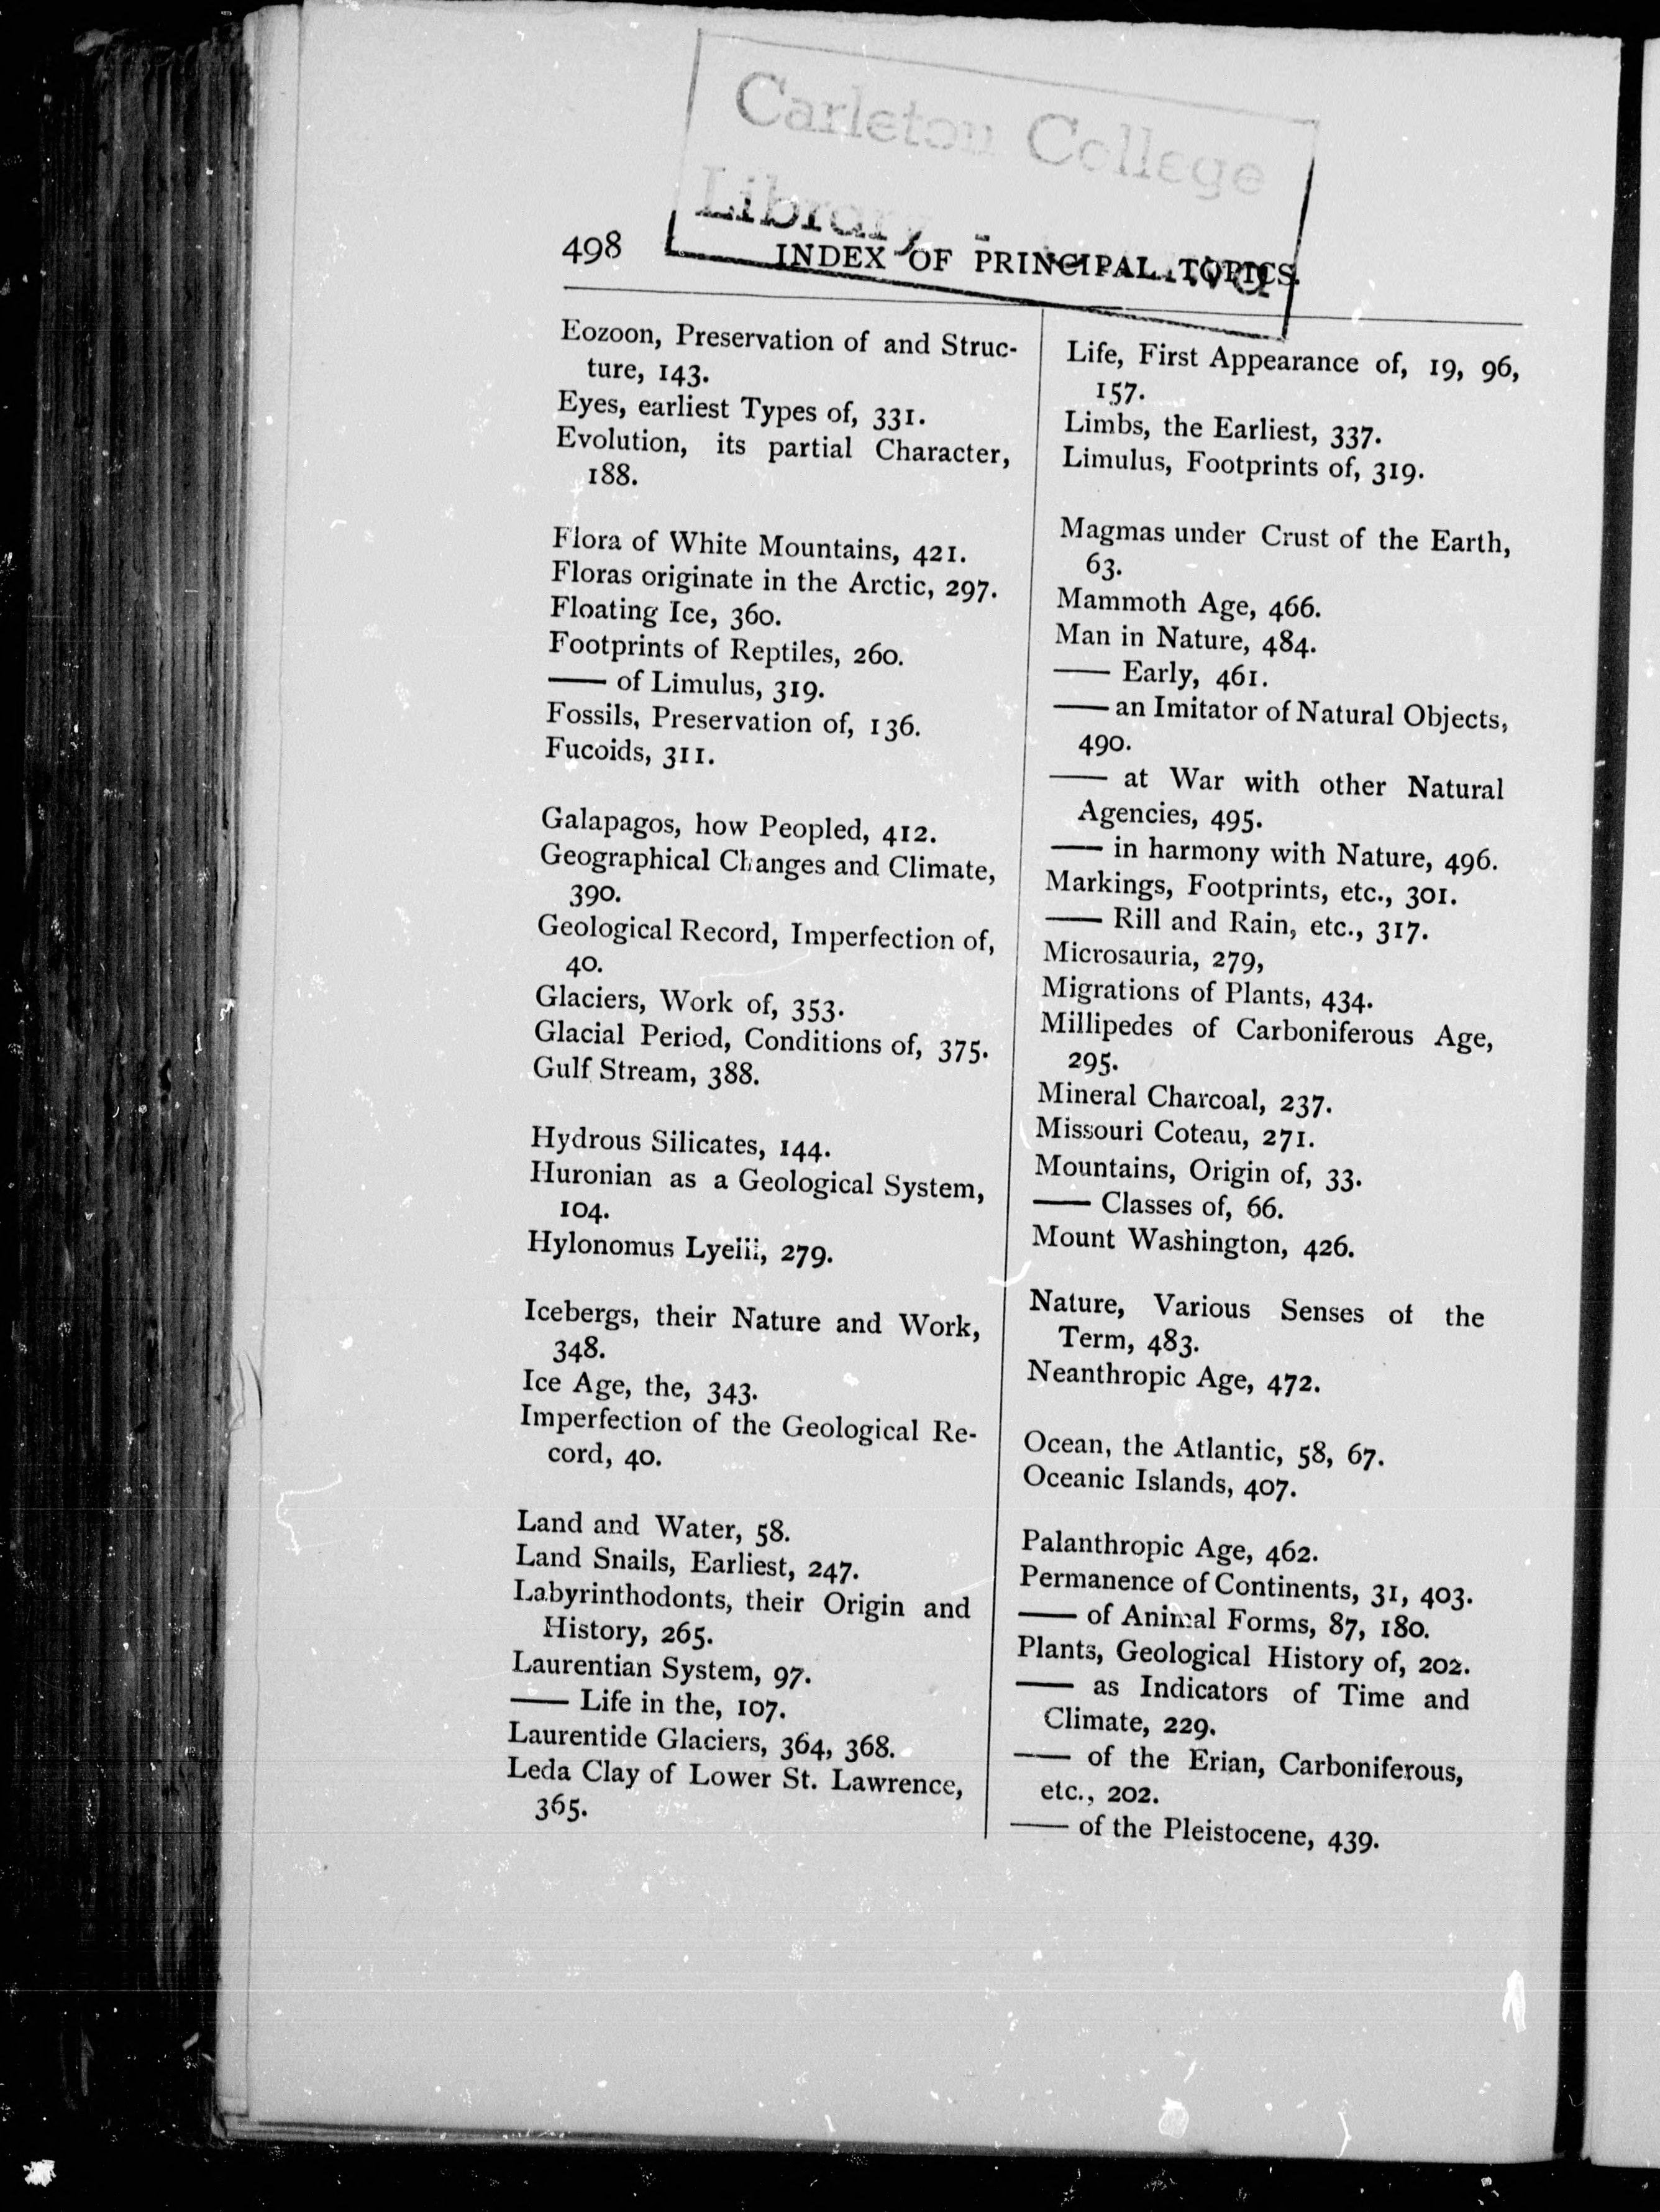 Carleton College
Library
498
INDEX OF PRINCIPAL TOPICS.
Eozoon, Preservation of and Struc-
ture, 143.
Eyes, earliest Types of, 331.
Evolution, its partial Character,
188.
Flora of White Mountains, 421.
Floras originate in the Arctic, 297.
Floating Ice, 360.
Footprints of Reptiles, 260.
—— of Limulus, 319.
Fossils, Preservation of, 136.
Fucoids, 311.
Galapagos, how Peopled, 412.
Geographical Changes and Climate,
390.
Geological Record, Imperfection of,
40.
Glaciers, Work of, 353.
Glacial Period, Conditions of, 375.
Gulf Stream, 388.
Hydrous Silicates, 144.
Huronian as a Geological System,
104.
Hylonomus Lyelli, 279.
Icebergs, their Nature and Work,
348.
Ice Age, the, 343.
Imperfection of the Geological Re-
cord, 40.
Land and Water, 58.
Land Snails, Earliest, 247.
Labyrinthodonts, their Origin and
History, 265.
Laurentian System, 97.
—— Life in the, 107.
Laurentide Glaciers, 364, 368.
Leda Clay of Lower St. Lawrence,
365.
Life, First Appearance of, 19, 96,
157.
Limbs, the Earliest, 337.
Limulus, Footprints of, 319.
Magmas under Crust of the Earth,
63.
Mammoth Age, 466.
Man in Nature, 484.
—— Early, 461.
—— an Imitator of Natural Objects,
490.
—— at War with other Natural
Agencies, 495.
—— in harmony with Nature, 496.
Markings, Footprints, etc., 301.
—— Rill and Rain, etc., 317.
Microsauria, 279,
Migrations of Plants, 434.
Millipedes of Carboniferous Age,
295.
Mineral Charcoal, 237.
Missouri Coteau, 271.
Mountains, Origin of, 33.
—— Classes of, 66.
Mount Washington, 426.
Nature, Various Senses of the
Term, 483.
Neanthropic Age, 472.
Ocean, the Atlantic, 58, 67.
Oceanic Islands, 407.
Palanthropic Age, 462.
Permanence of Continents, 31, 403.
—— of Animal Forms, 87, 180.
Plants, Geological History of, 202.
—— as Indicators of Time and
Climate, 229.
—— of the Erian, Carboniferous,
etc., 202.
—— of the Pleistocene, 439.